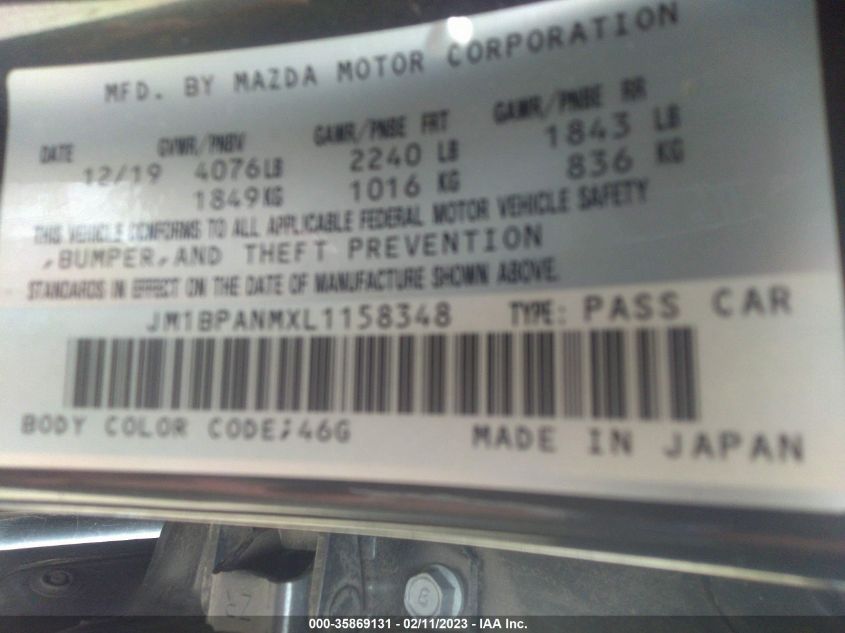 MFD. BY MAZDA MOTOR CORPORATION
DATE GVWR/PNBV GAWR/PNBE FRT GAWR/PNBE RR
12/19 4076LB 2240 LB 1843 LB
1849KG 1016 KG 836 KG
THIS VEHICLE CONFORMS TO ALL APPLICABLE FEDERAL MOTOR VEHICLE SAFETY
,BUMPER,AND THEFT PREVENTION
STANDARDS IN EFFECT ON THE DATE OF MANUFACTURE SHOWN ABOVE.
JM1BPANMXL1158348 TYPE: PASS CAR
BODY COLOR CODE;46G MADE IN JAPAN
8
000-35869131 - 02/11/2023 - IAA Inc.